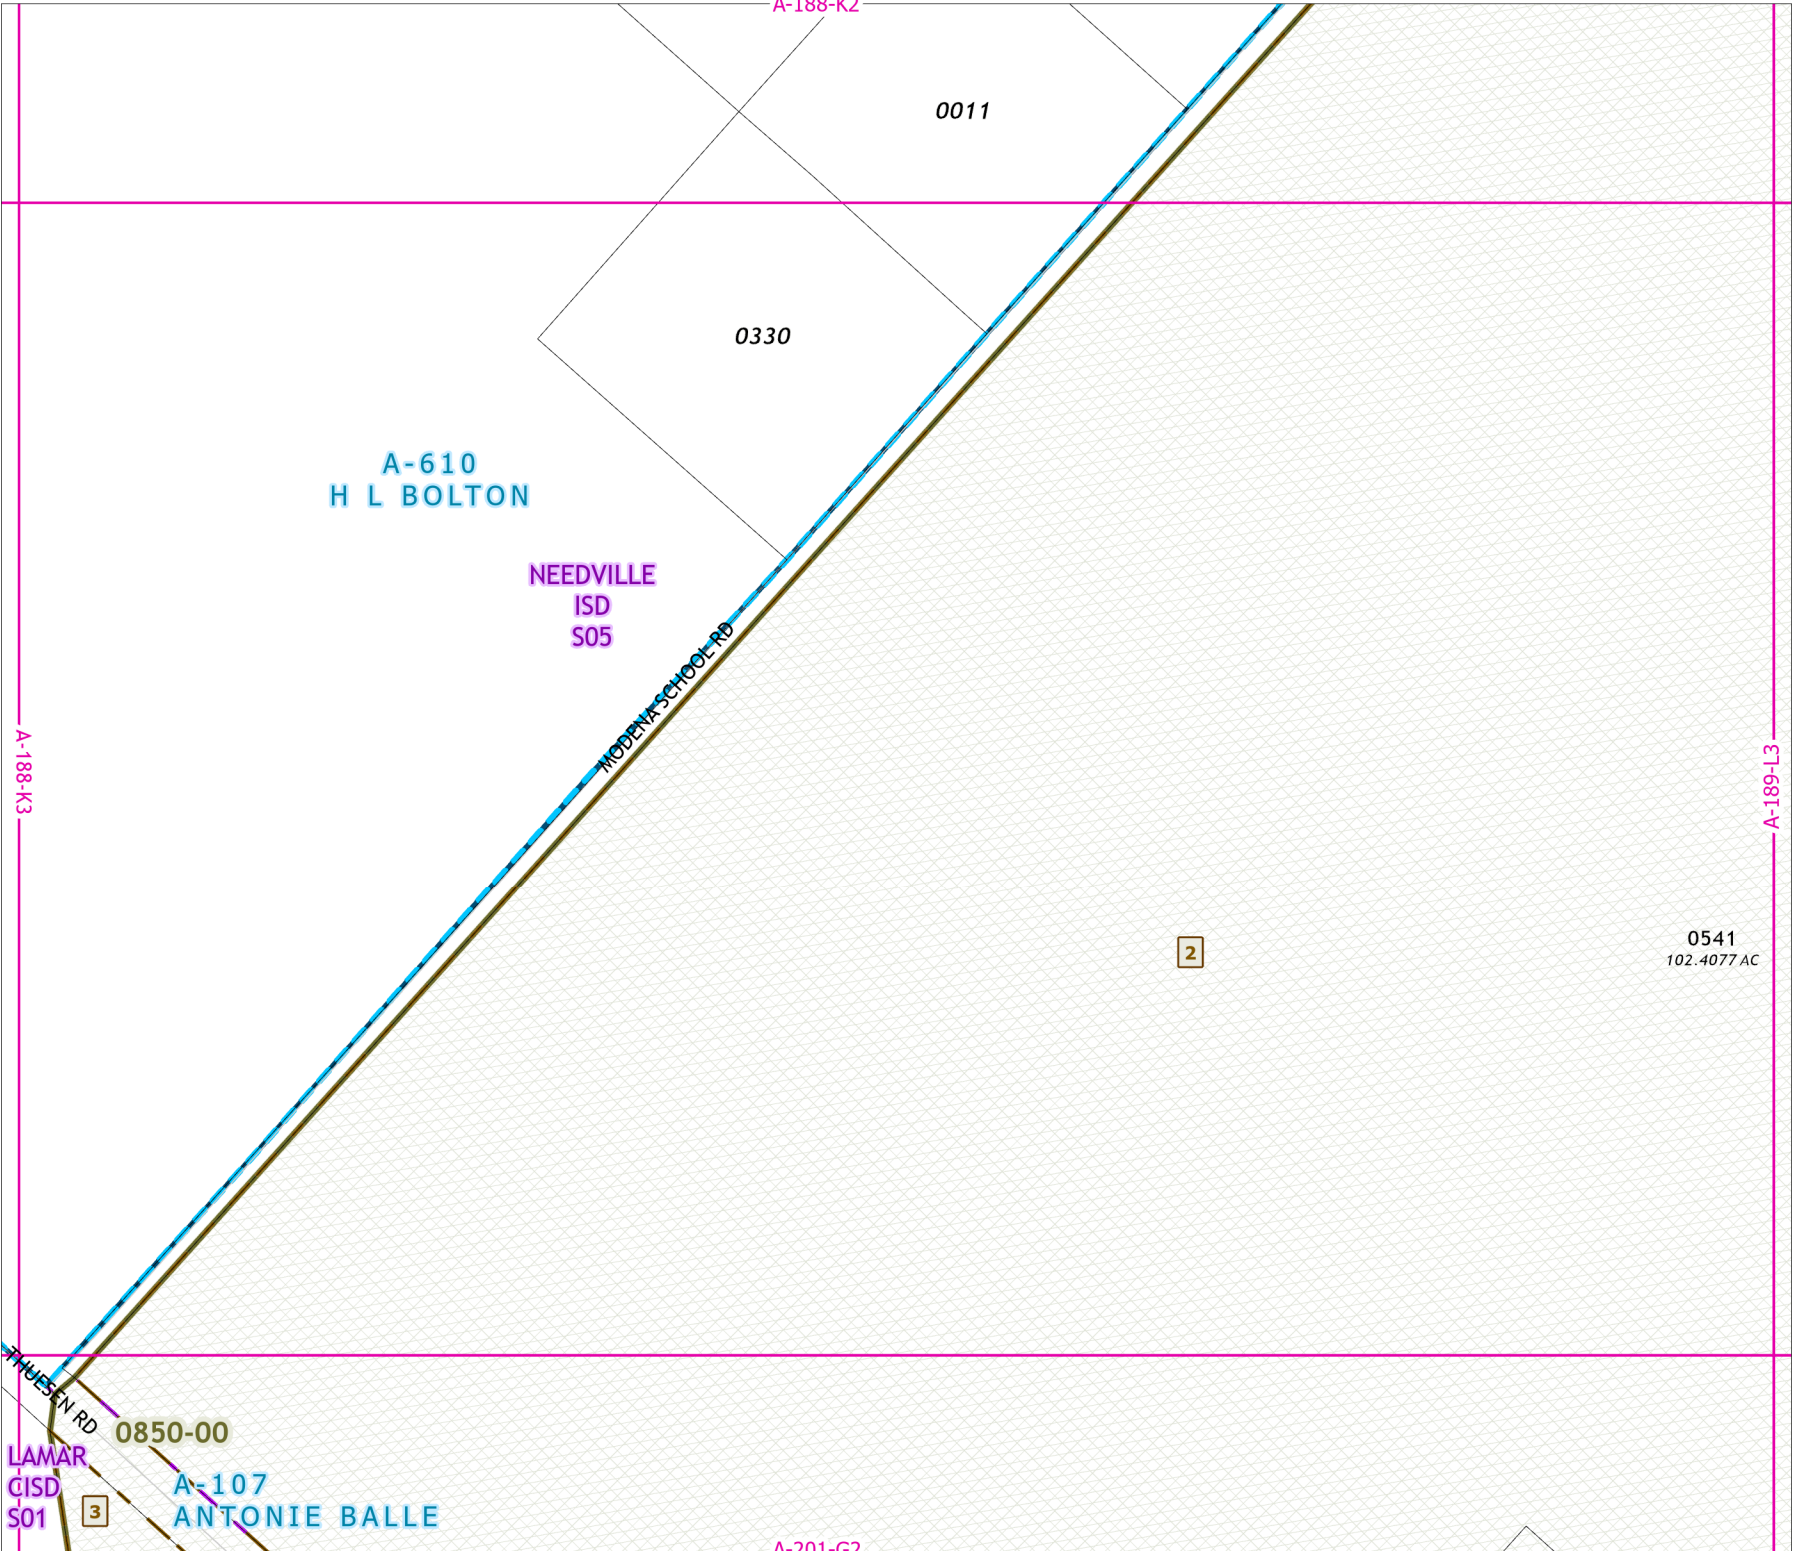 A-188-K2
0011
0330
A-610
H L BOLTON
NEEDVILLE
ISD
S05
MODENA SCHOOL RD
A-188-K3
A-189-L3
0541
102.4077 AC
2
THUESEN RD
0850-00
LAMAR
CISD
S01
A-107
ANTONIE BALLE
3
A-201-G2